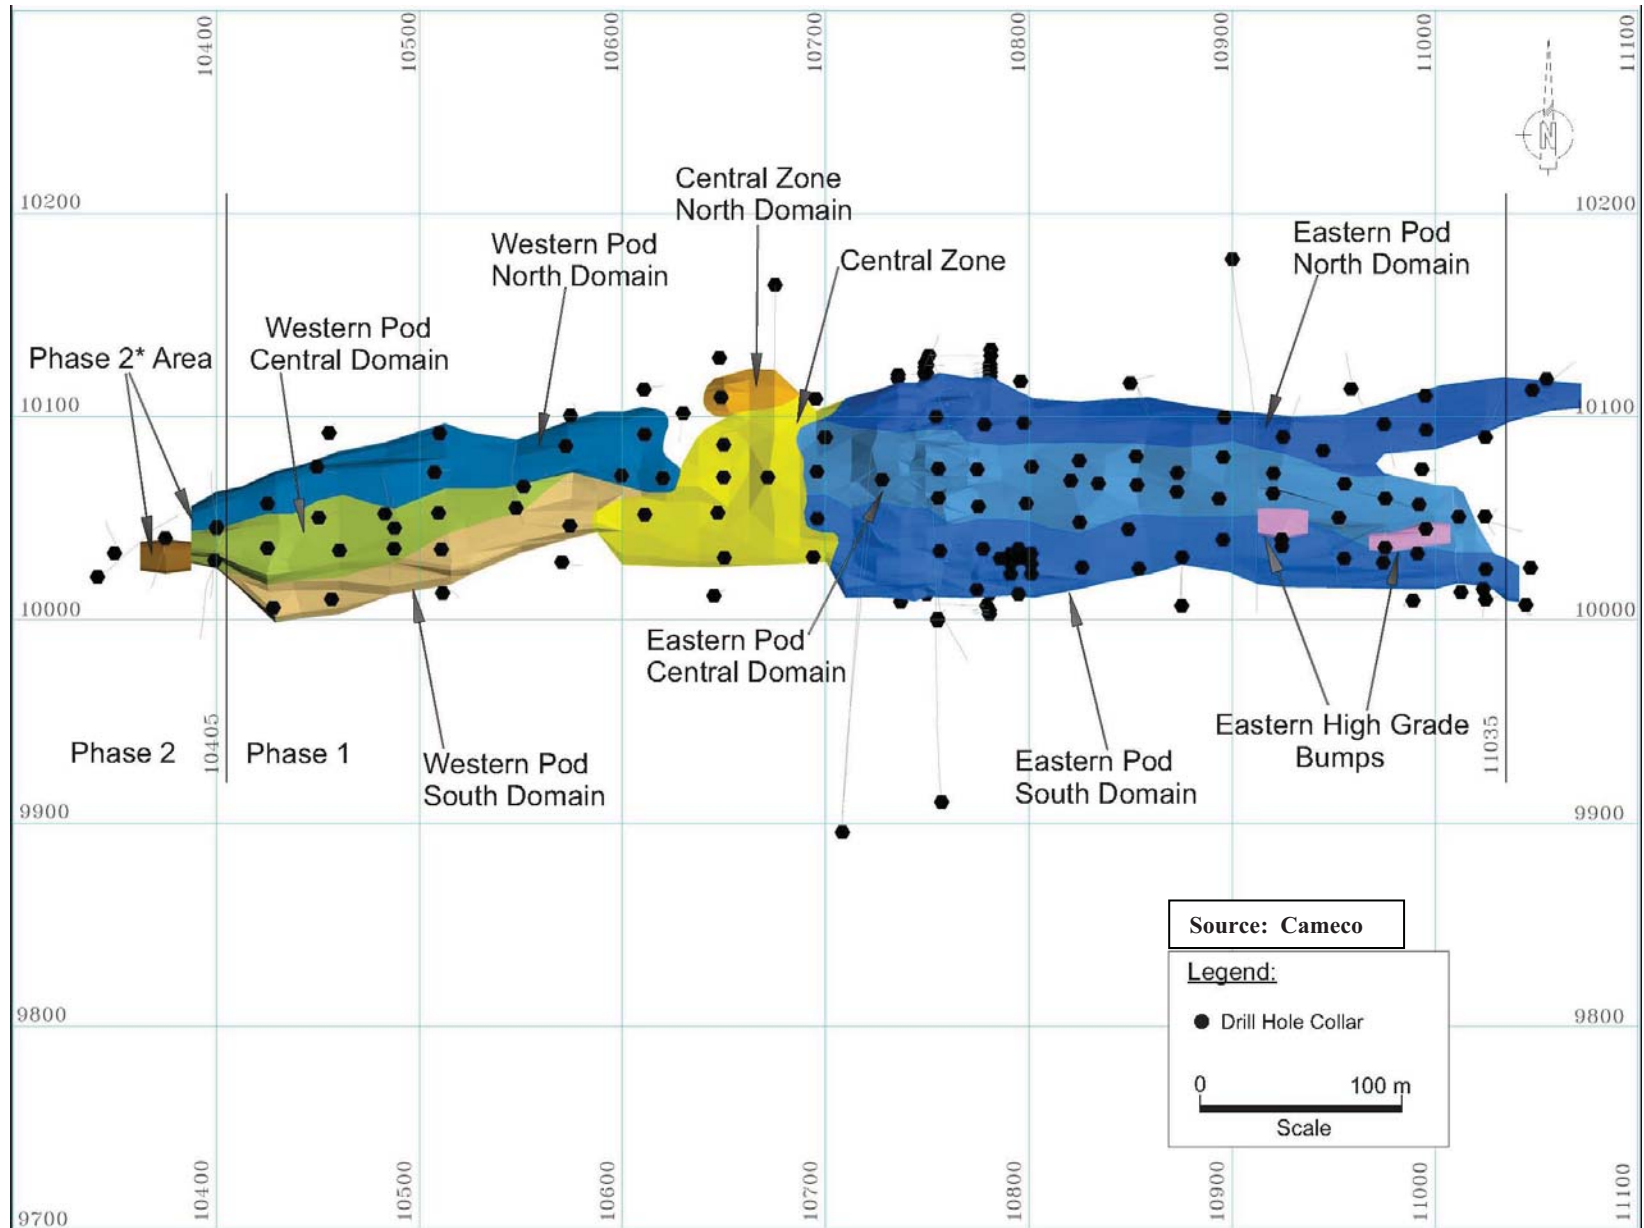 10400
10500
10600
10700
10800
10900
11000
11100
N
Central Zone
North Domain
10200
10200
Western Pod
North Domain
Central Zone
Eastern Pod
North Domain
Western Pod
Central Domain
Phase 2* Area
10100
10100
10000
10000
Eastern Pod
Central Domain
Phase 2
10405
Phase 1
Western Pod
South Domain
Eastern Pod
South Domain
Eastern High Grade
Bumps
11035
9900
9900
Source: Cameco
Legend:
Drill Hole Collar
0 100 m
Scale
9800
9800
10400
10500
10600
10700
10800
10900
11000
11100
9700